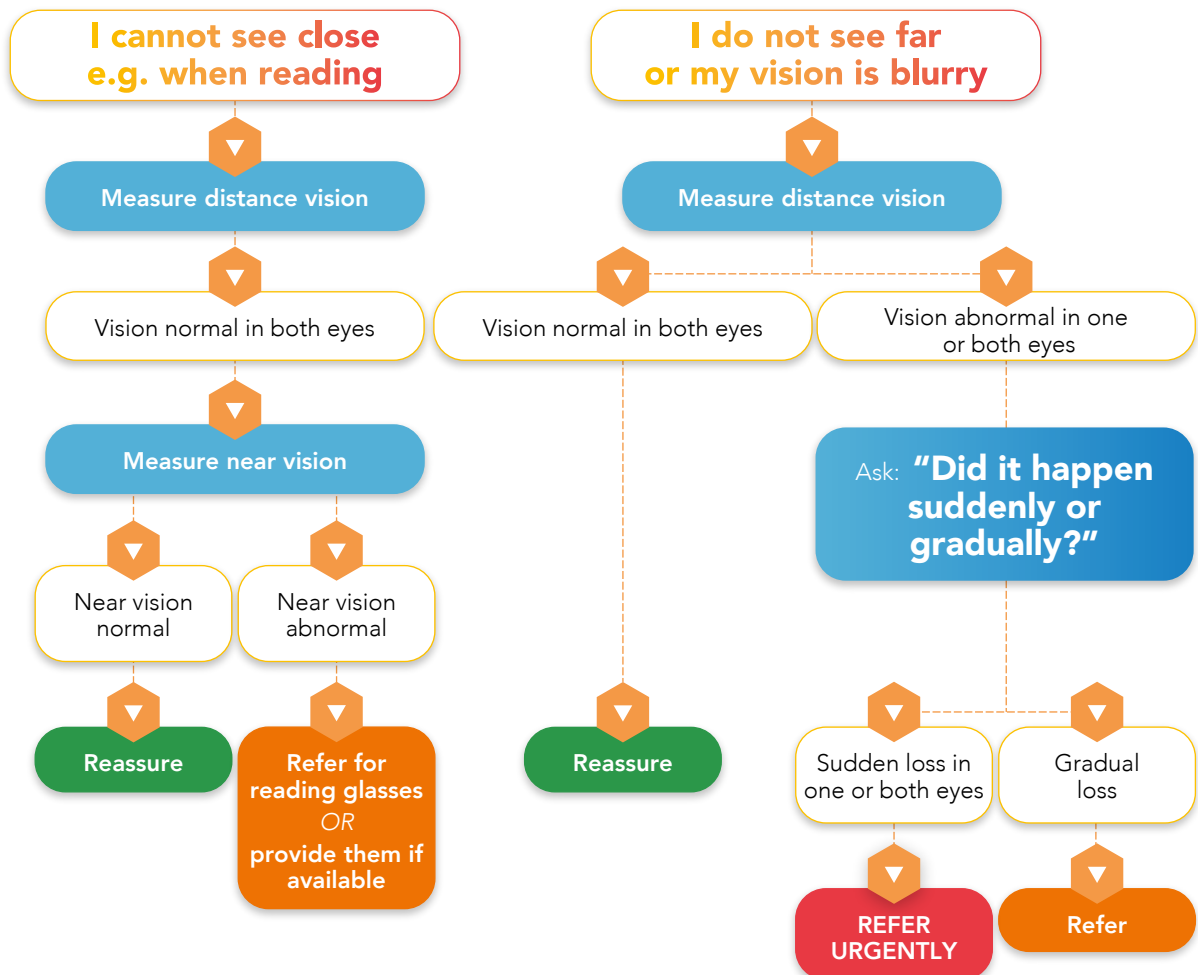 I cannot see close
e.g. when reading
Measure distance vision
Vision normal in both eyes
Measure near vision
Near vision
normal
Reassure
Near vision
abnormal
Refer for
reading glasses
OR
provide them if
available
I do not see far
or my vision is blurry
Measure distance vision
Vision normal in both eyes
Reassure
Vision abnormal in one
or both eyes
Ask: "Did it happen
suddenly or
gradually?"
Sudden loss in
one or both eyes
REFER
URGENTLY
Gradual
loss
Refer